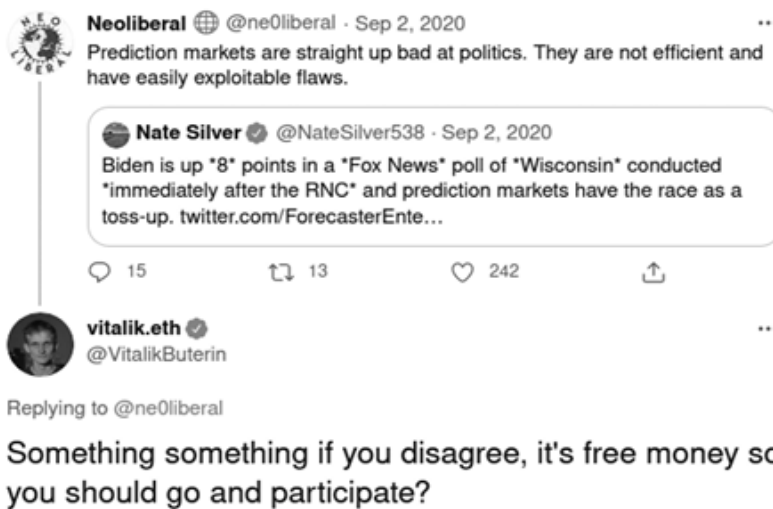 NEO
LIBERAL
Neoliberal @ne0liberal · Sep 2, 2020
Prediction markets are straight up bad at politics. They are not efficient and
have easily exploitable flaws.
Nate Silver @NateSilver538 · Sep 2, 2020
Biden is up *8* points in a *Fox News* poll of *Wisconsin* conducted
*immediately after the RNC* and prediction markets have the race as a
toss-up. twitter.com/ForecasterEnte…
15 13 242
vitalik.eth
@VitalikButerin
Replying to @ne0liberal
Something something if you disagree, it's free money so
you should go and participate?